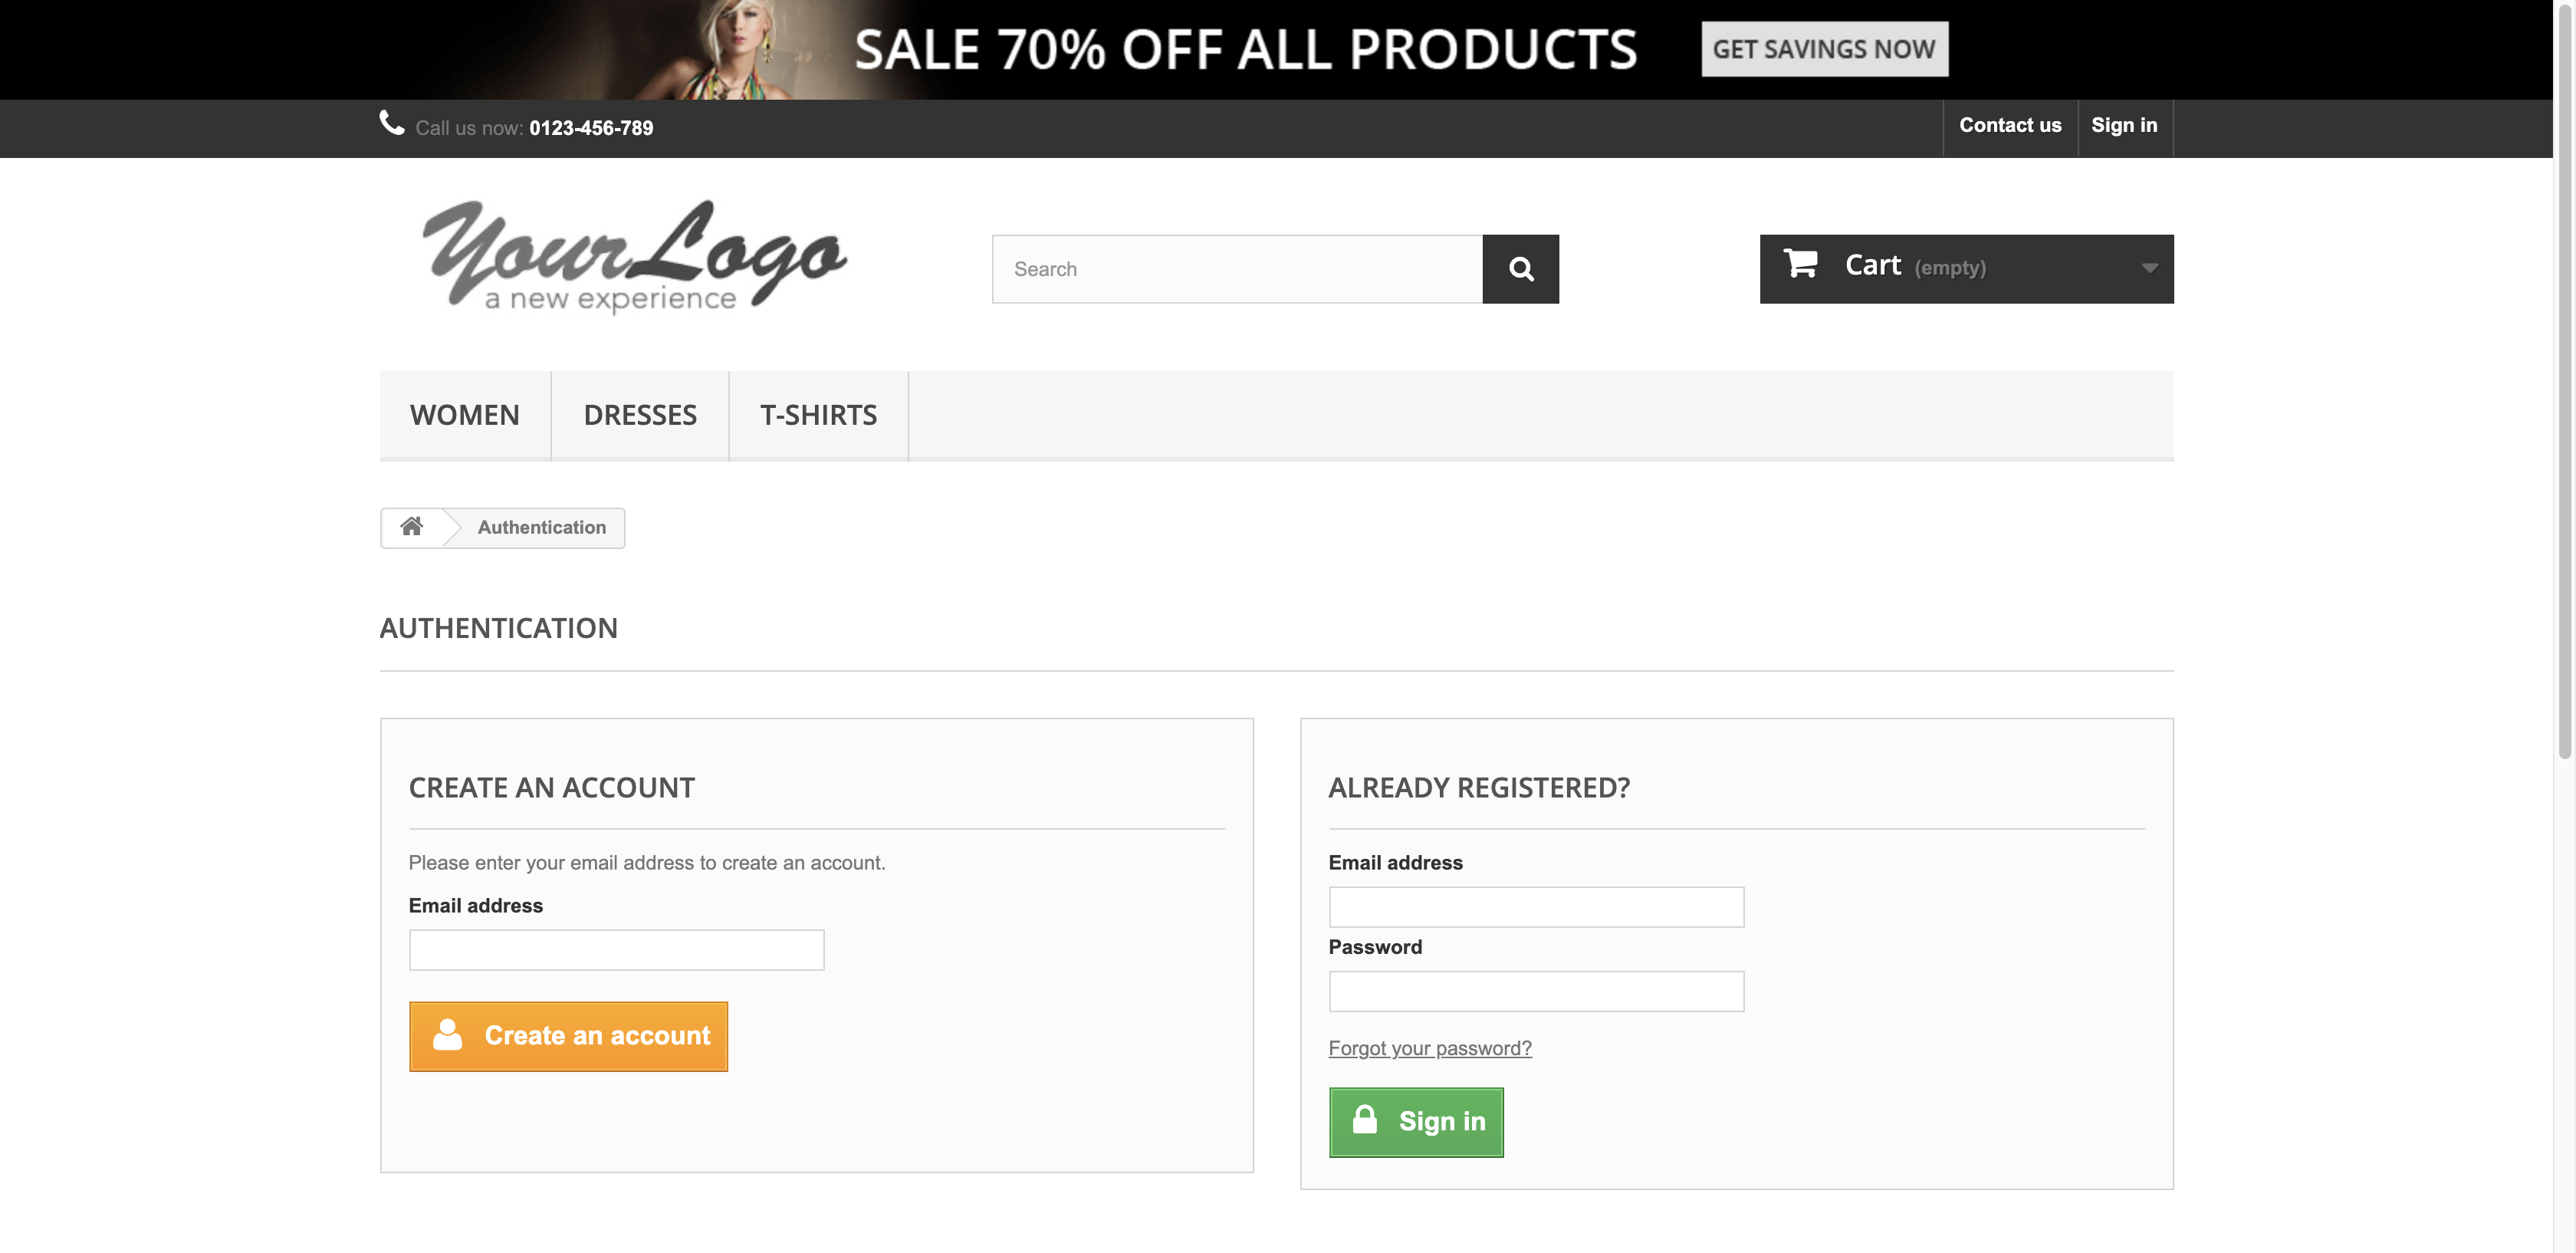 SALE 70% OFF ALL PRODUCTS GET SAVINGS NOW
Call us now: 0123-456-789 Contact us Sign in
YourLogo
a new experience
Search
Cart (empty)
WOMEN DRESSES T-SHIRTS
Authentication
AUTHENTICATION
CREATE AN ACCOUNT
Please enter your email address to create an account.
Email address
Create an account
ALREADY REGISTERED?
Email address
Password
Forgot your password?
Sign in